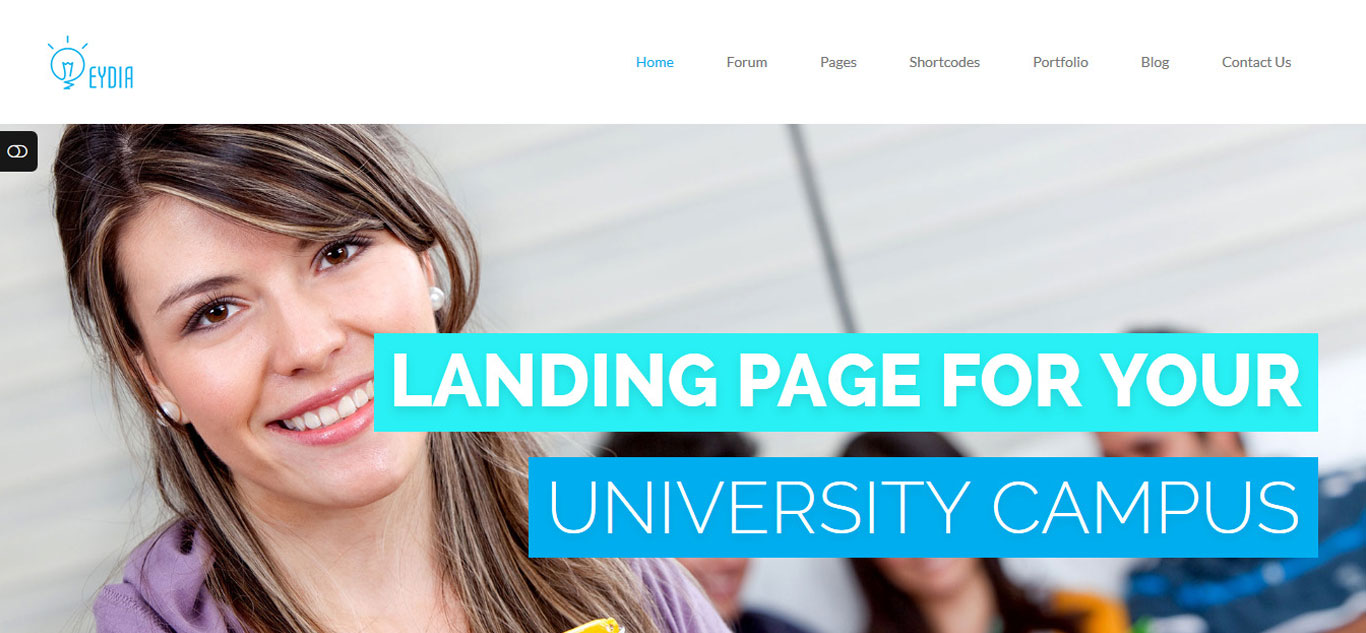 EYDIA
Home Forum Pages Shortcodes Portfolio Blog Contact Us
LANDING PAGE FOR YOUR
UNIVERSITY CAMPUS